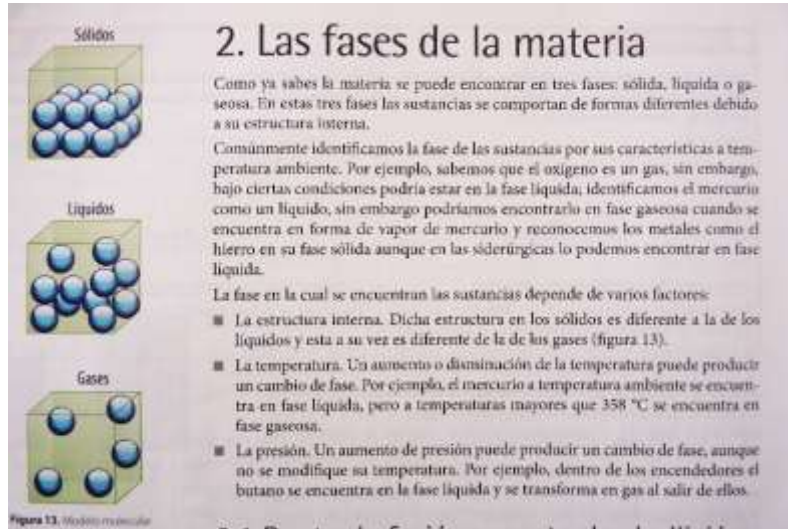 Sólidos
Líquidos
Gases
Figura 13. Modelo molecular
2. Las fases de la materia
Como ya sabes la materia se puede encontrar en tres fases: sólida, líquida o ga-
seosa. En estas tres fases las sustancias se comportan de formas diferentes debido
a su estructura interna.
Comúnmente identificamos la fase de las sustancias por sus características a tem-
peratura ambiente. Por ejemplo, sabemos que el oxígeno es un gas, sin embargo,
bajo ciertas condiciones podría estar en la fase líquida, identificamos el mercurio
como un líquido, sin embargo podríamos encontrarlo en fase gaseosa cuando se
encuentra en forma de vapor de mercurio y reconocemos los metales como el
hierro en su fase sólida aunque en las siderúrgicas lo podemos encontrar en fase
líquida.
La fase en la cual se encuentran las sustancias depende de varios factores:
■ La estructura interna. Dicha estructura en los sólidos es diferente a la de los
líquidos y esta a su vez es diferente de la de los gases (figura 13).
■ La temperatura. Un aumento o disminución de la temperatura puede producir
un cambio de fase. Por ejemplo, el mercurio a temperatura ambiente se encuen-
tra en fase líquida, pero a temperaturas mayores que 358 °C se encuentra en
fase gaseosa.
■ La presión. Un aumento de presión puede producir un cambio de fase, aunque
no se modifique su temperatura. Por ejemplo, dentro de los encendedores el
butano se encuentra en la fase líquida y se transforma en gas al salir de ellos.